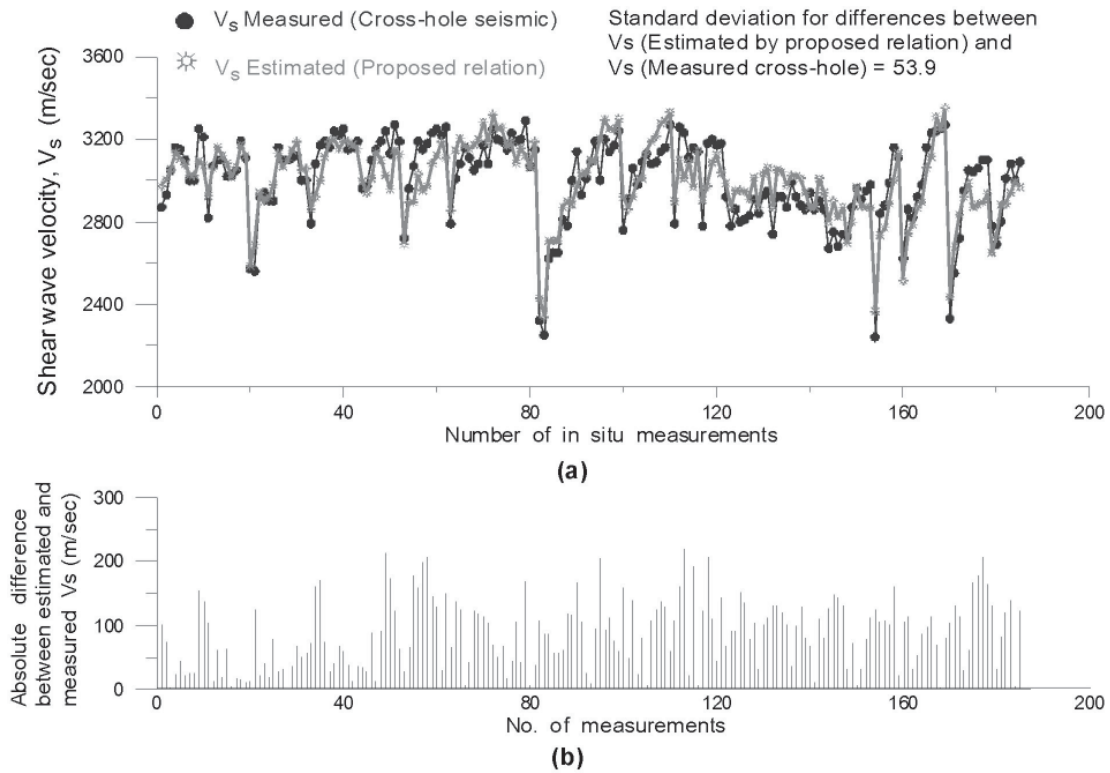 (a)
Vs Measured (Cross-hole seismic)
Vs Estimated (Proposed relation)
Standard deviation for differences between
Vs (Estimated by proposed relation) and
Vs (Measured cross-hole) = 53.9
Shear wave velocity, Vs (m/sec)
3600
3200
2800
2400
2000
0
40
80
120
160
200
Number of in situ measurements
(a)
Absolute difference
between estimated and
measured Vs (m/sec)
300
200
100
0
0
40
80
120
160
200
No. of measurements
(b)